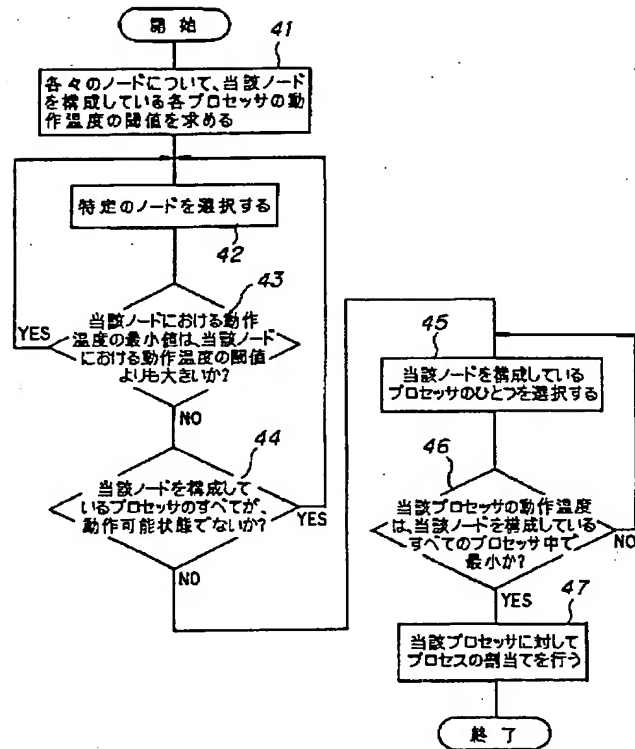 開始
41
各々のノードについて、当該ノード
を構成している各プロセッサの動
作温度の閾値を求める
特定のノードを選択する
42
43
YES
当該ノードにおける動作
温度の最小値は、当該ノード
における動作温度の閾値
よりも大きいか?
NO
44
当該ノードを構成して
いるプロセッサのすべてが、
動作可能状態でないか?
YES
NO
45
当該ノードを構成している
プロセッサのひとつを選択する
46
当該プロセッサの動作温度
は、当該ノードを構成している
すべてのプロセッサ中で
最小か?
NO
YES
47
当該プロセッサに対して
プロセスの割当てを行う
終了